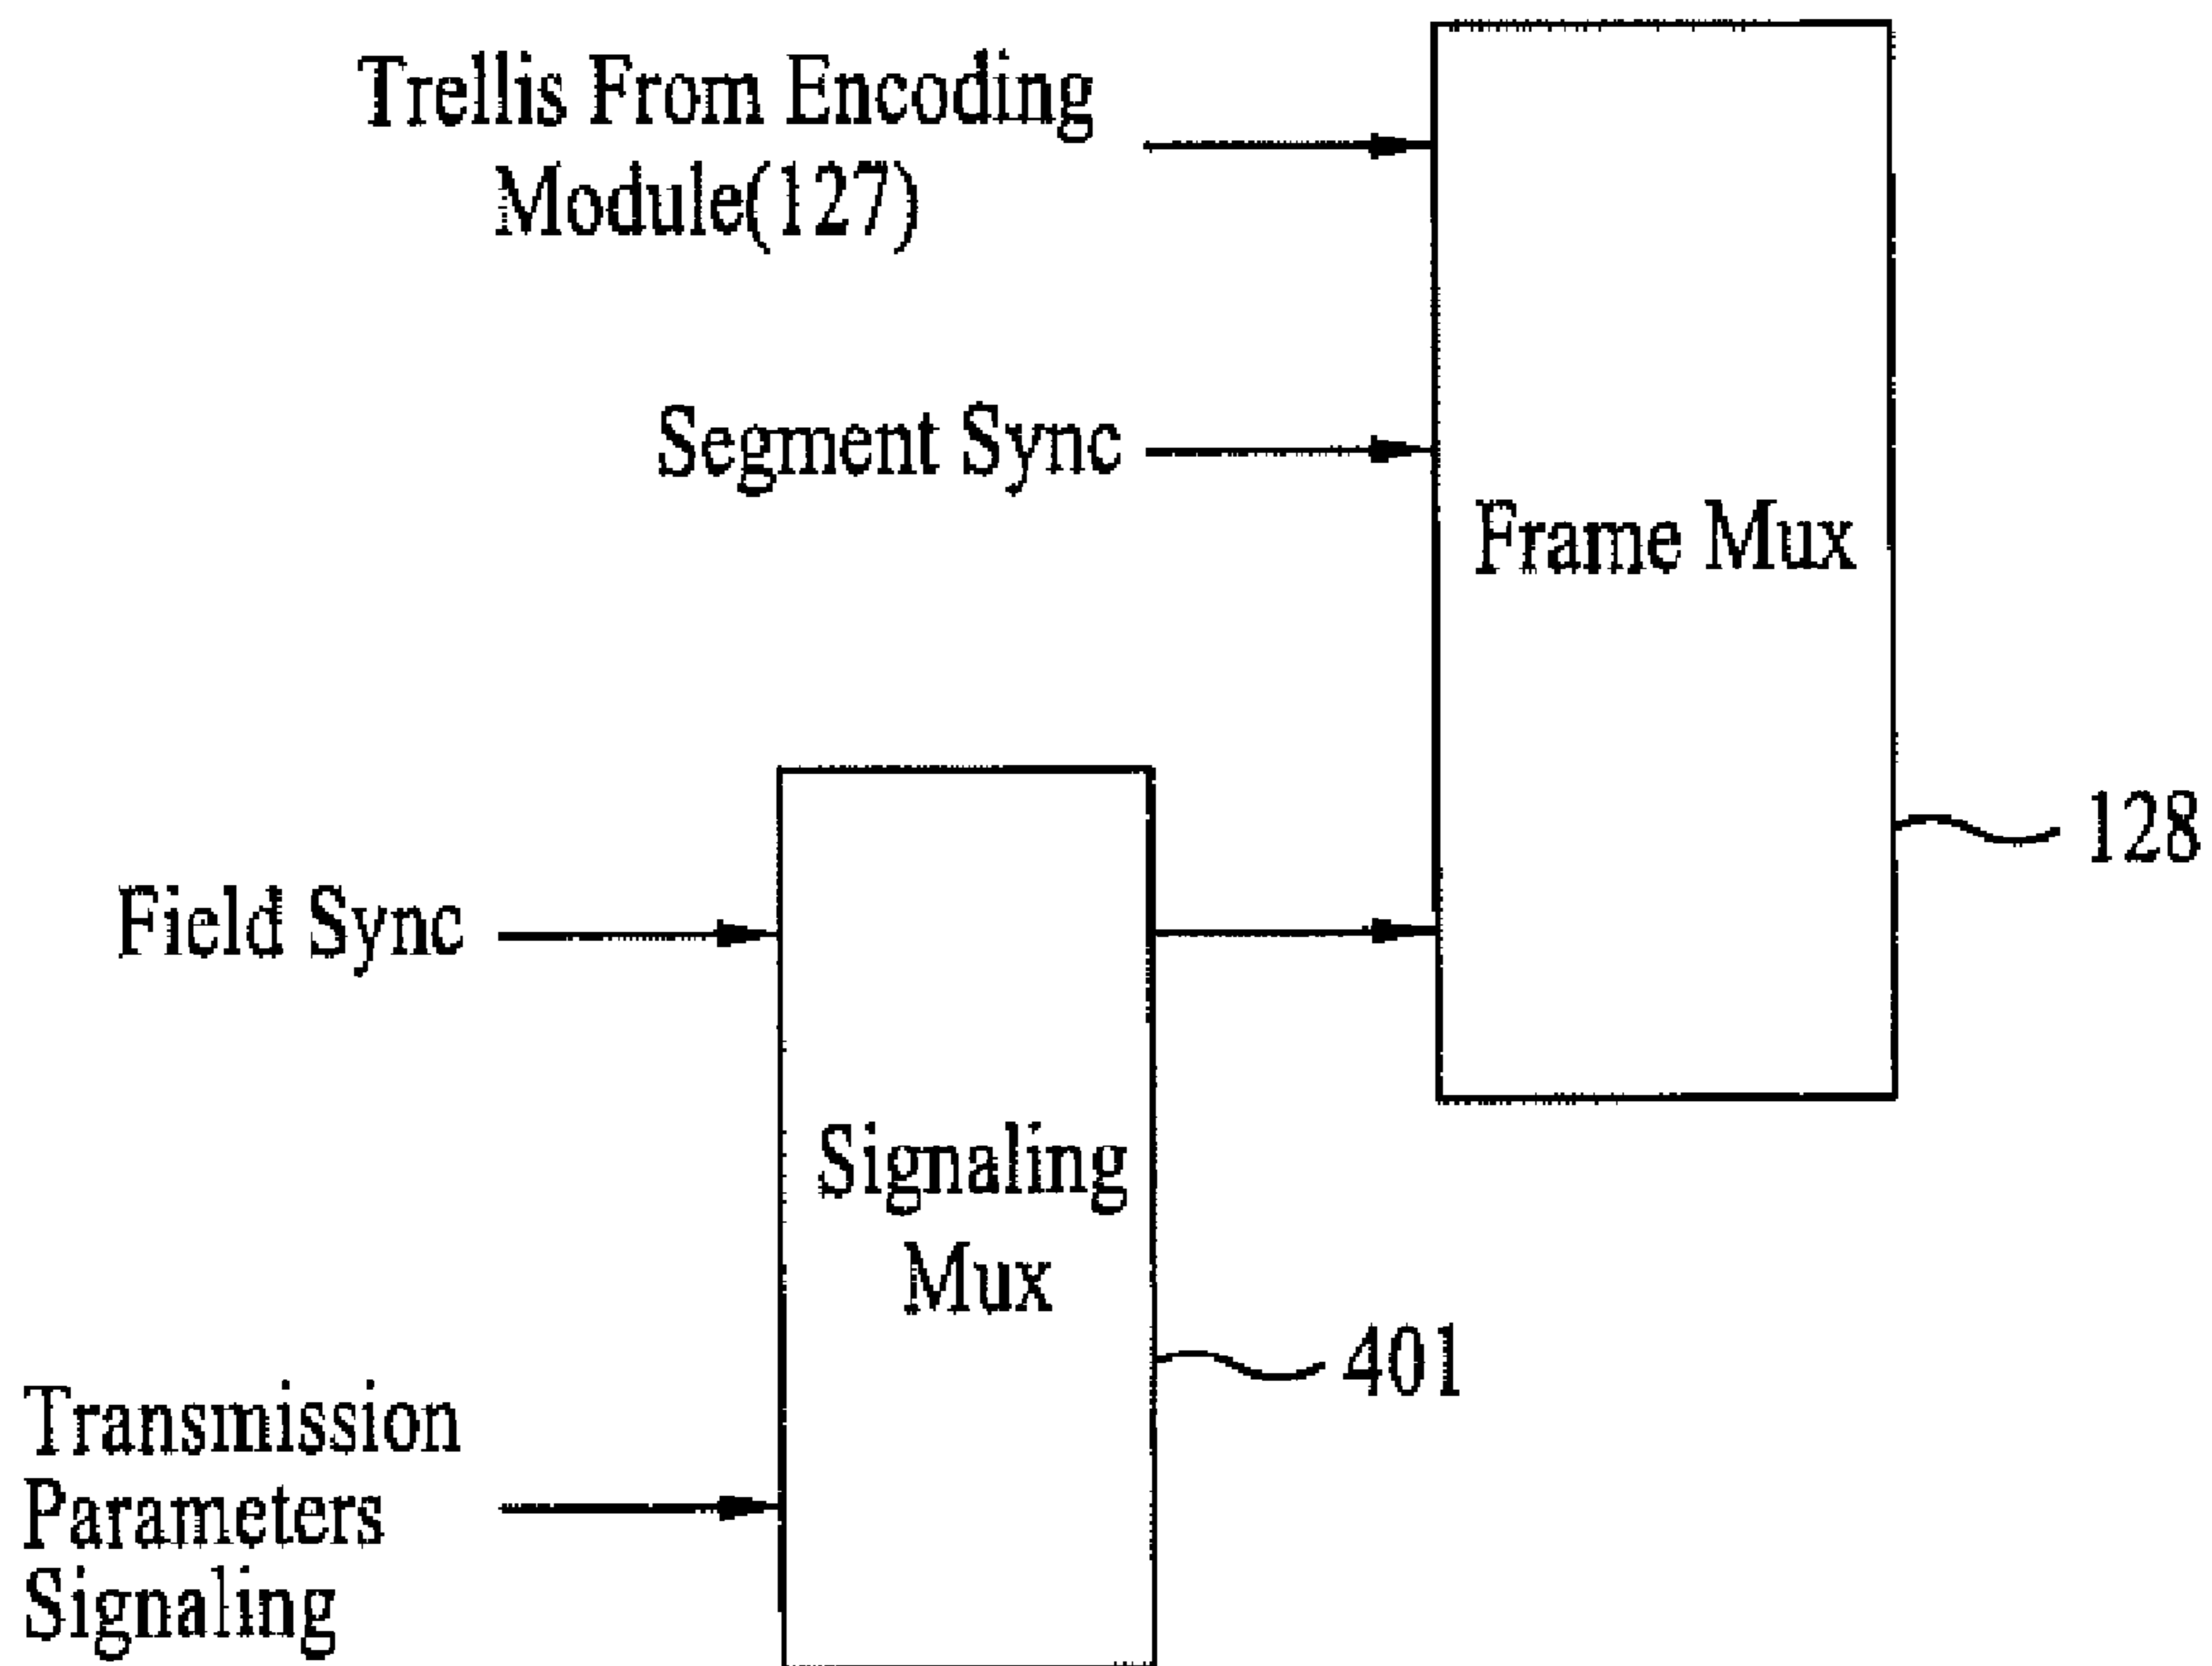 Trellis From Encoding
Module(127)
Segment Sync
Frame Mux
128
Field Sync
Signaling
Mux
401
Transmission
Parameters
Signaling